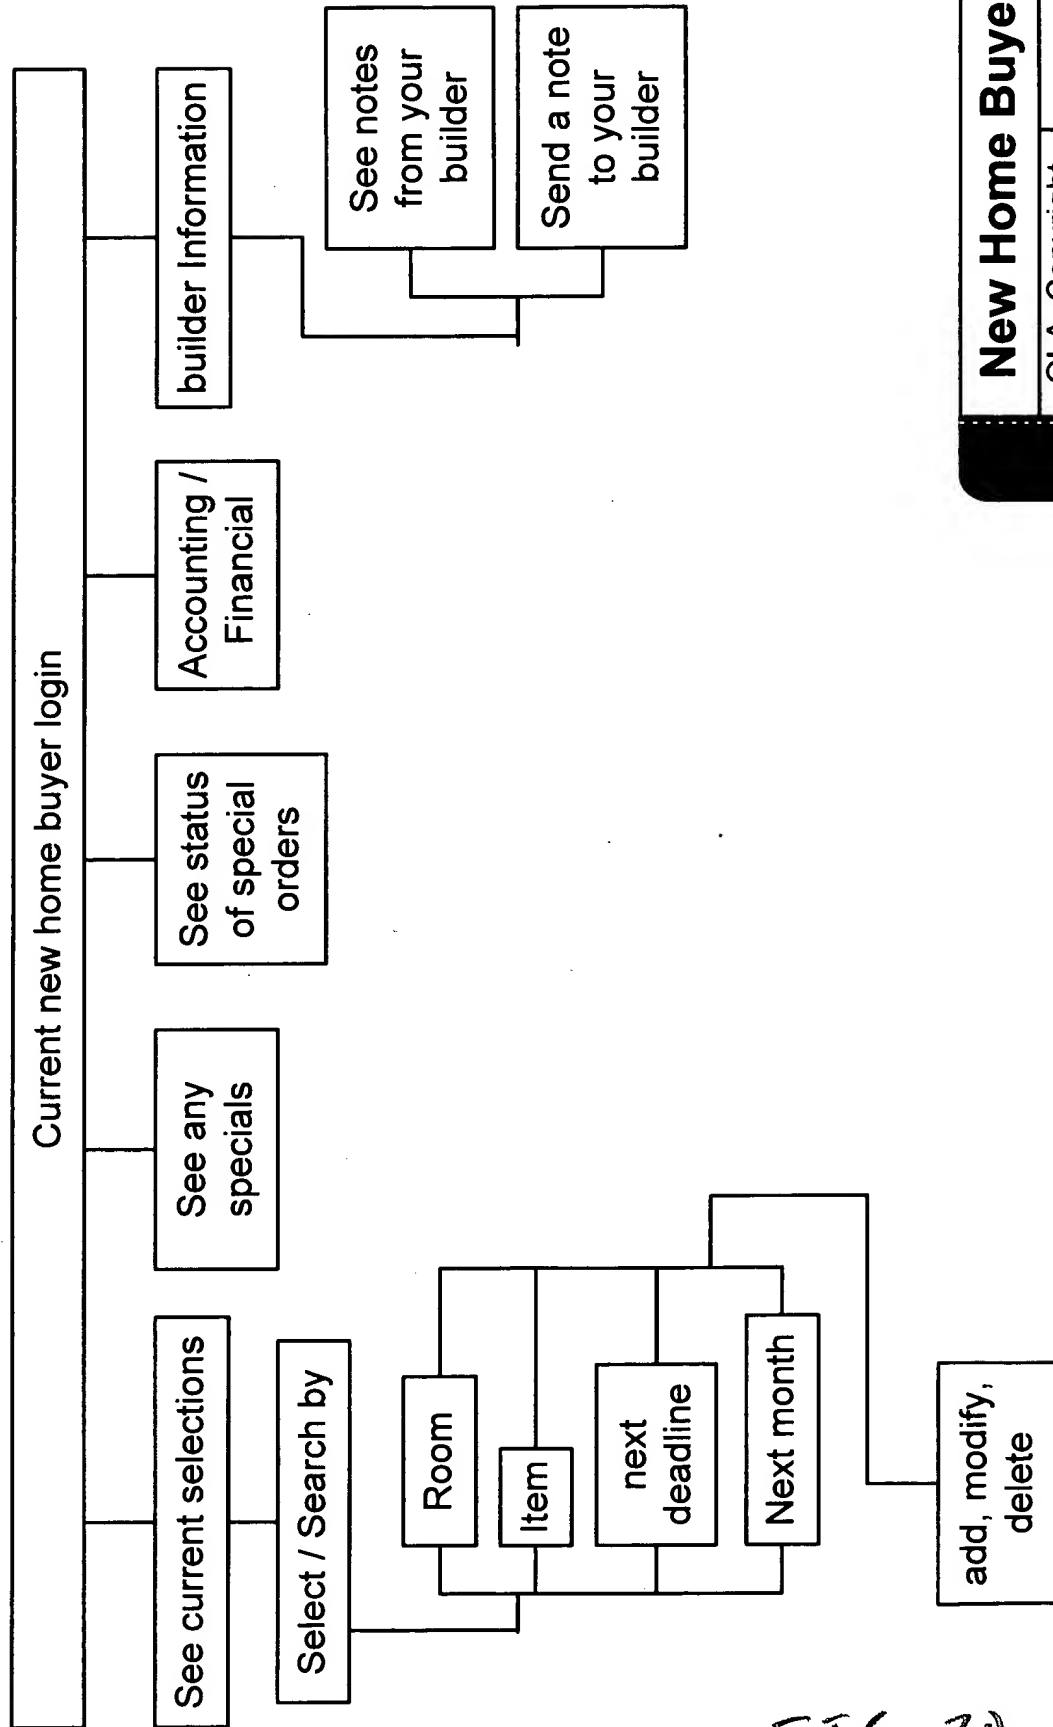 Current new home buyer login
See current selections
Select / Search by
Room
Item
next
deadline
Next month
add, modify,
delete
See any
specials
See status
of special
orders
Accounting /
Financial
builder Information
See notes
from your
builder
Send a note
to your
builder
New Home Buye